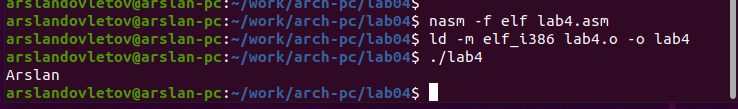 arslandovletov@arslan-pc:~/work/arch-pc/lab04$
arslandovletov@arslan-pc:~/work/arch-pc/lab04$ nasm -f elf lab4.asm
arslandovletov@arslan-pc:~/work/arch-pc/lab04$ ld -m elf_i386 lab4.o -o lab4
arslandovletov@arslan-pc:~/work/arch-pc/lab04$ ./lab4
Arslan
arslandovletov@arslan-pc:~/work/arch-pc/lab04$